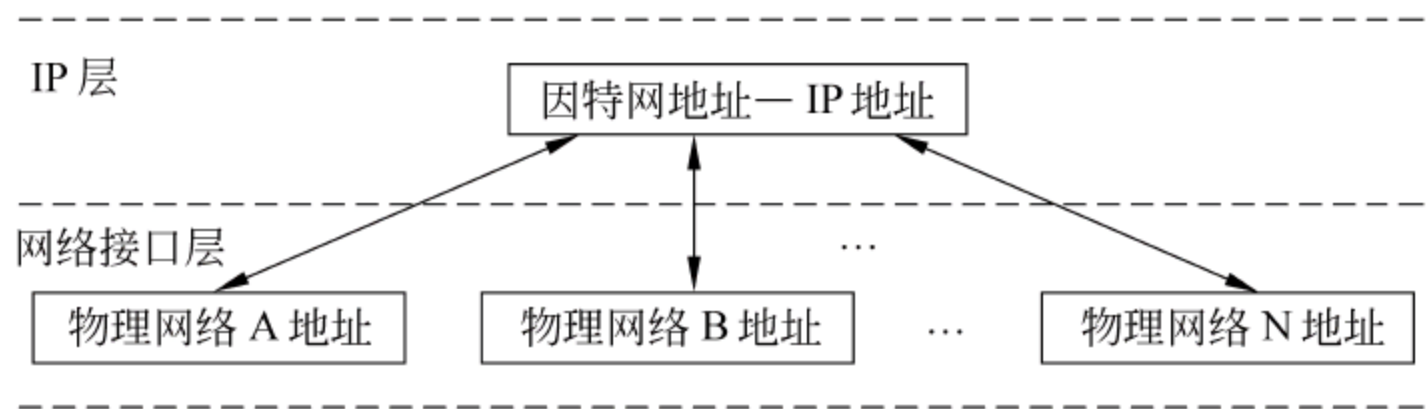 IP 层
因特网地址— IP 地址
网络接口层
…
物理网络 A 地址
物理网络 B 地址
…
物理网络 N 地址